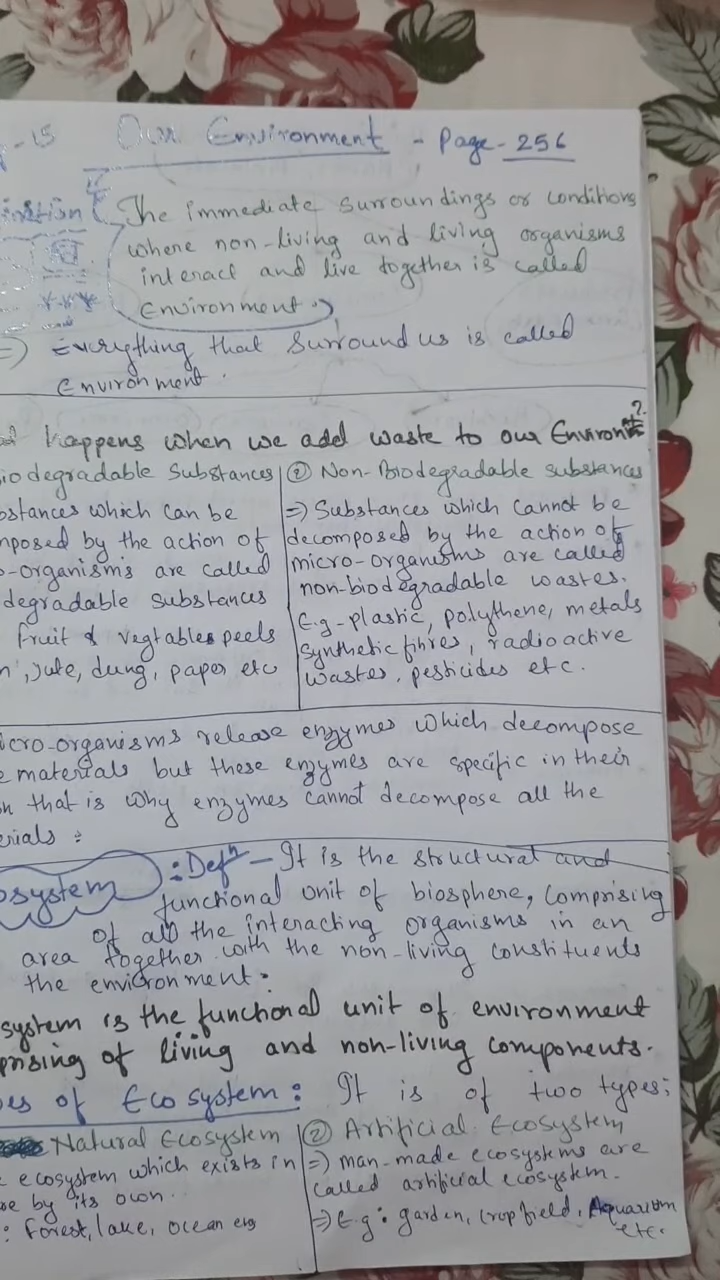 -15 Our Environment - Page-256
The immediate surroundings or conditions
where non-living and living organisms
interact and live together is called
Environment.
=) Everything that surround us is called
Environment.
happens when we add waste to our Environ ?
iodegradable Substances
bstances which can be
mposed by the action of
o-organisms are called
degradable substances
fruit & vegtables peels
n, jute, dung, paper etc
② Non-Biodegradable substances
=) Substances which cannot be
decomposed by the action of
micro-organisms are called
non-biodegradable wastes.
E.g-plastic, polythene, metals
Synthetic fibres, radioactive
wastes, pesticides etc.
icro-organisms release enzymes which decompose
e materials but these enzymes are specific in their
n that is why enzymes cannot decompose all the
erials :
osystem : Defⁿ - It is the structural and
functional unit of biosphere, comprising
of all the interacting organisms in an
area together with the non-living constituents
the environment.
system is the functional unit of environment
prising of living and non-living components.
es of Ecosystem: It is of two types:
Natural Ecosystem
e ecosystem which exists in
re by its own..
: forest, lake, ocean
② Artificial Ecosystem
=) man-made ecosystems are
called artificial ecosystem.
=) E.g: garden, crop field, Aquarium
etc.